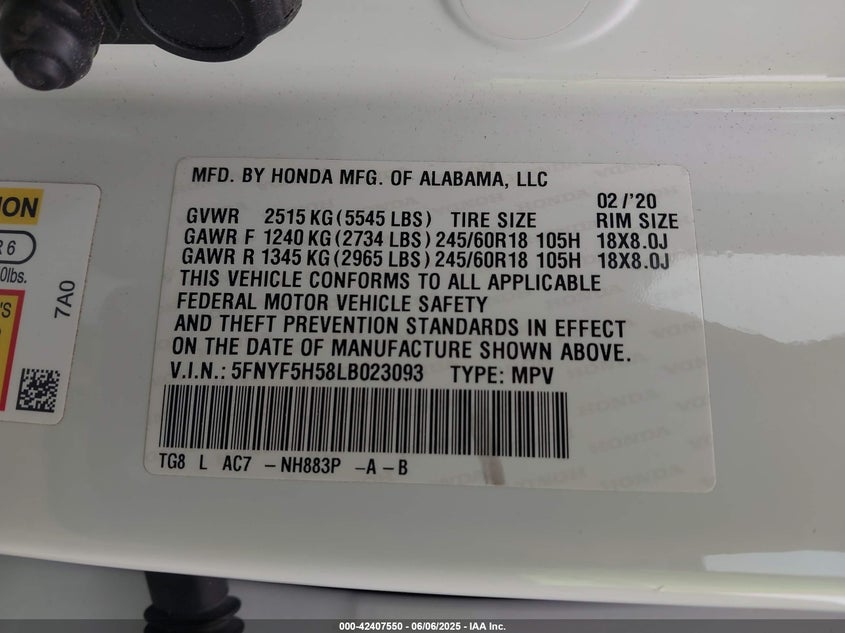 MFD. BY HONDA MFG. OF ALABAMA, LLC
02 /'20
GVWR 2515 KG (5545 LBS) TIRE SIZE RIM SIZE
GAWR F 1240 KG (2734 LBS) 245/60R18 105H 18X8.0J
GAWR R 1345 KG (2965 LBS) 245/60R18 105H 18X8.0J
THIS VEHICLE CONFORMS TO ALL APPLICABLE
FEDERAL MOTOR VEHICLE SAFETY
AND THEFT PREVENTION STANDARDS IN EFFECT
ON THE DATE OF MANUFACTURE SHOWN ABOVE.
V.I.N.: 5FNYF5H58LB023093 TYPE: MPV
TG8 L AC7 – NH883P – A – B
ION
R 6
0lbs.
'S
7A0
000-42407550 - 06/06/2025 - IAA Inc.